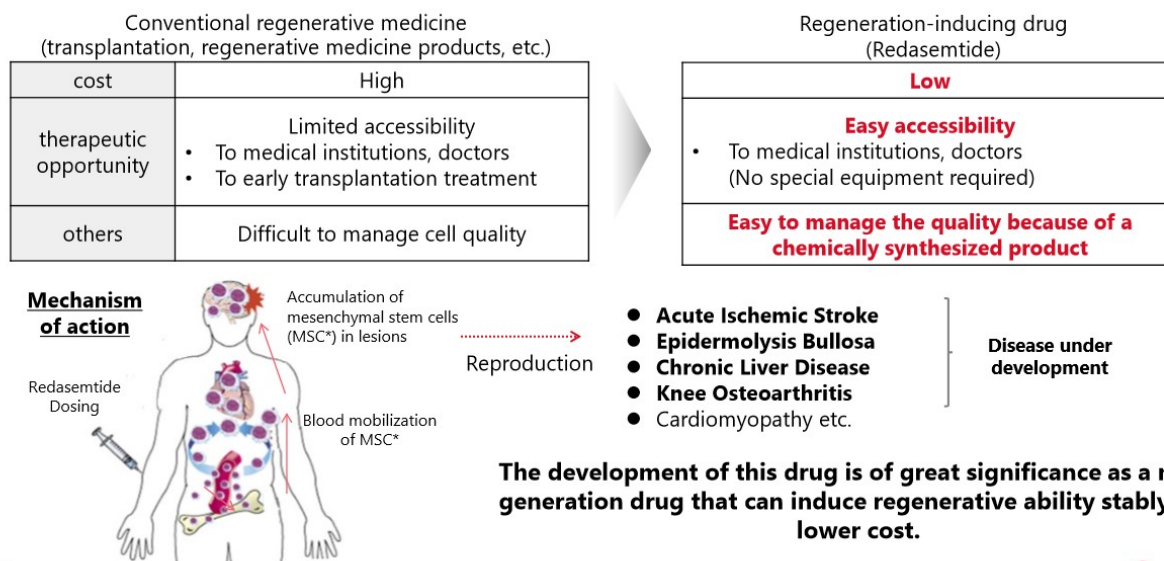 Conventional regenerative medicine
(transplantation, regenerative medicine products, etc.)
cost
High
therapeutic
opportunity
Limited accessibility
• To medical institutions, doctors
• To early transplantation treatment
others
Difficult to manage cell quality
Regeneration-inducing drug
(Redasemtide)
Low
Easy accessibility
• To medical institutions, doctors
(No special equipment required)
Easy to manage the quality because of a
chemically synthesized product
Mechanism
of action
Accumulation of
mesenchymal stem cells
(MSC*) in lesions
Redasemtide
Dosing
Blood mobilization
of MSC*
Reproduction
● Acute Ischemic Stroke
● Epidermolysis Bullosa
● Chronic Liver Disease
● Knee Osteoarthritis
● Cardiomyopathy etc.
Disease under
development
The development of this drug is of great significance as a
generation drug that can induce regenerative ability stably
lower cost.